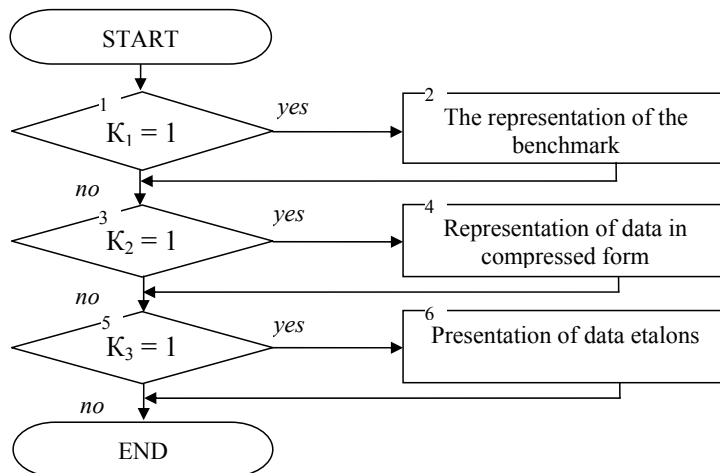 START
1
K₁ = 1
yes
2
The representation of the
benchmark
no
3
K₂ = 1
yes
4
Representation of data in
compressed form
no
5
K₃ = 1
yes
6
Presentation of data etalons
no
END